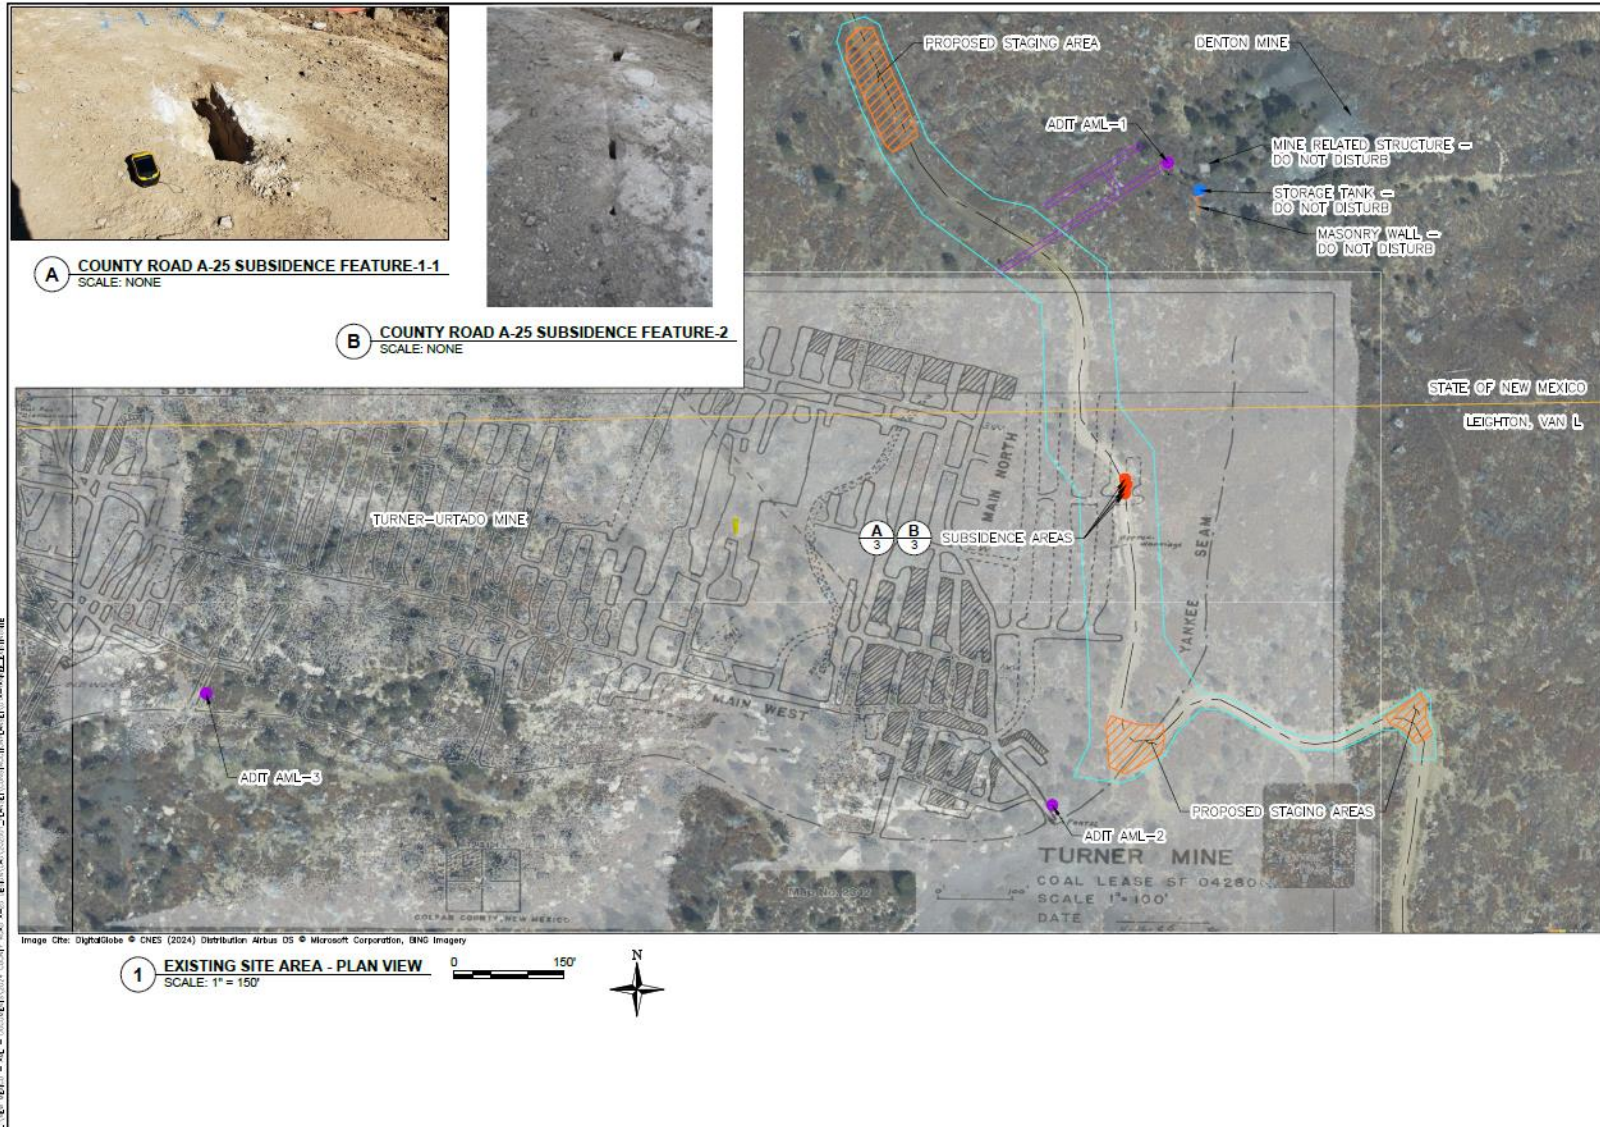 A
COUNTY ROAD A-25 SUBSIDENCE FEATURE-1-1
SCALE: NONE
B
COUNTY ROAD A-25 SUBSIDENCE FEATURE-2
SCALE: NONE
PROPOSED STAGING AREA
DENTON MINE
ADIT AML-1
MINE RELATED STRUCTURE –
DO NOT DISTURB
STORAGE TANK –
DO NOT DISTURB
MASONRY WALL –
DO NOT DISTURB
STATE OF NEW MEXICO
LEIGHTON, VAN L
MAIN NORTH
TURNER-URTADO MINE
A
3
B
3
SUBSIDENCE AREAS
YANKEE SEAM
MAIN WEST
ADIT AML-3
PROPOSED STAGING AREAS
PORTAL
ADIT AML-2
TURNER MINE
COAL LEASE SF 04280
SCALE 1"=100'
DATE
0 100'
COLFAX COUNTY, NEW MEXICO
Image Cite: DigitalGlobe © CNES (2024) Distribution Airbus DS © Microsoft Corporation, BING Imagery
1
EXISTING SITE AREA - PLAN VIEW
SCALE: 1" = 150'
0 150'
N